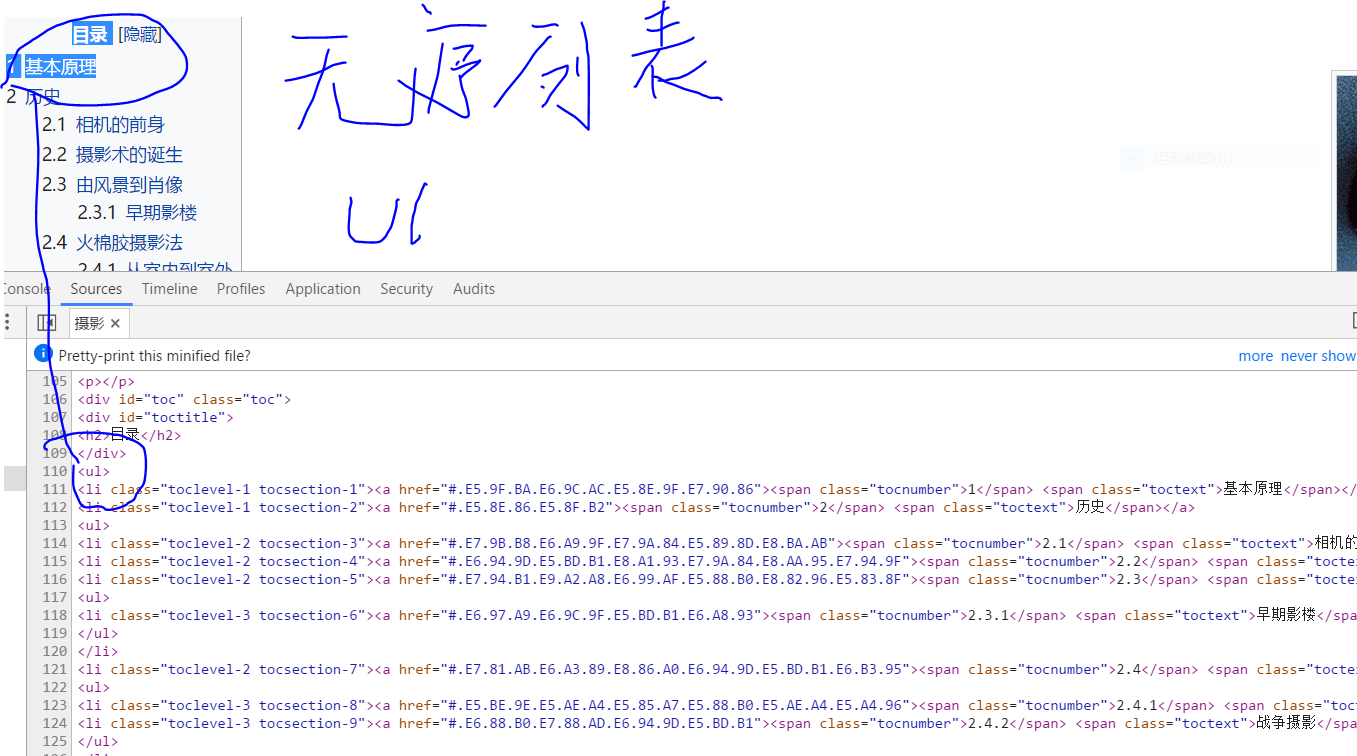 目录 [隐藏]
1 基本原理
2 历史
2.1 相机的前身
2.2 摄影术的诞生
2.3 由风景到肖像
2.3.1 早期影楼
2.4 火棉胶摄影法
2.4.1 从室内到室外
无序列表
Ul
矩形截图(R)
Console Sources Timeline Profiles Application Security Audits
摄影 ×
Pretty-print this minified file?
more never show
105 <p></p>
106 <div id="toc" class="toc">
107 <div id="toctitle">
108 <h2>目录</h2>
109 </div>
110 <ul>
111 <li class="toclevel-1 tocsection-1"><a href="#.E5.9F.BA.E6.9C.AC.E5.8E.9F.E7.90.86"><span class="tocnumber">1</span> <span class="toctext">基本原理</span></
112 <li class="toclevel-1 tocsection-2"><a href="#.E5.8E.86.E5.8F.B2"><span class="tocnumber">2</span> <span class="toctext">历史</span></a>
113 <ul>
114 <li class="toclevel-2 tocsection-3"><a href="#.E7.9B.B8.E6.A9.9F.E7.9A.84.E5.89.8D.E8.BA.AB"><span class="tocnumber">2.1</span> <span class="toctext">相机的
115 <li class="toclevel-2 tocsection-4"><a href="#.E6.94.9D.E5.BD.B1.E8.A1.93.E7.9A.84.E8.AA.95.E7.94.9F"><span class="tocnumber">2.2</span> <span class="tocte
116 <li class="toclevel-2 tocsection-5"><a href="#.E7.94.B1.E9.A2.A8.E6.99.AF.E5.88.B0.E8.82.96.E5.83.8F"><span class="tocnumber">2.3</span> <span class="tocte
117 <ul>
118 <li class="toclevel-3 tocsection-6"><a href="#.E6.97.A9.E6.9C.9F.E5.BD.B1.E6.A8.93"><span class="tocnumber">2.3.1</span> <span class="toctext">早期影楼</spa
119 </ul>
120 </li>
121 <li class="toclevel-2 tocsection-7"><a href="#.E7.81.AB.E6.A3.89.E8.86.A0.E6.94.9D.E5.BD.B1.E6.B3.95"><span class="tocnumber">2.4</span> <span class="tocte
122 <ul>
123 <li class="toclevel-3 tocsection-8"><a href="#.E5.BE.9E.E5.AE.A4.E5.85.A7.E5.88.B0.E5.AE.A4.E5.A4.96"><span class="tocnumber">2.4.1</span> <span class="toct
124 <li class="toclevel-3 tocsection-9"><a href="#.E6.88.B0.E7.88.AD.E6.94.9D.E5.BD.B1"><span class="tocnumber">2.4.2</span> <span class="toctext">战争摄影</spa
125 </ul>